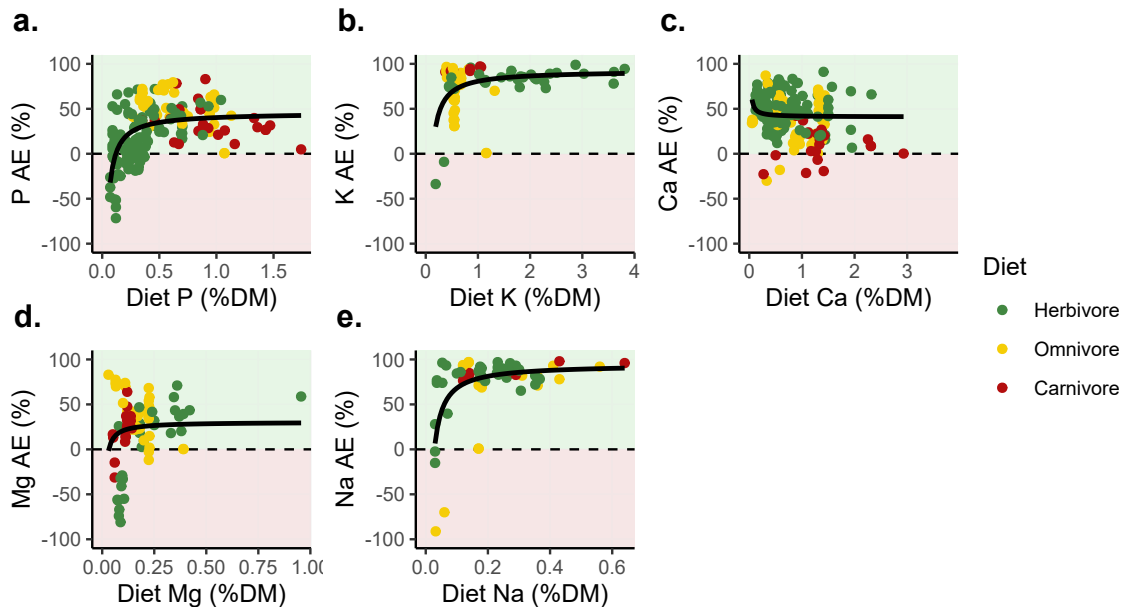 a.
100
50
0
-50
-100
P AE (%)
0.0 0.5 1.0 1.5
Diet P (%DM)
b.
100
50
0
-50
-100
K AE (%)
0 1 2 3 4
Diet K (%DM)
c.
100
50
0
-50
-100
Ca AE (%)
0 1 2 3
Diet Ca (%DM)
d.
100
50
0
-50
-100
Mg AE (%)
0.00 0.25 0.50 0.75 1.00
Diet Mg (%DM)
e.
100
50
0
-50
-100
Na AE (%)
0.0 0.2 0.4 0.6
Diet Na (%DM)
Diet
Herbivore
Omnivore
Carnivore